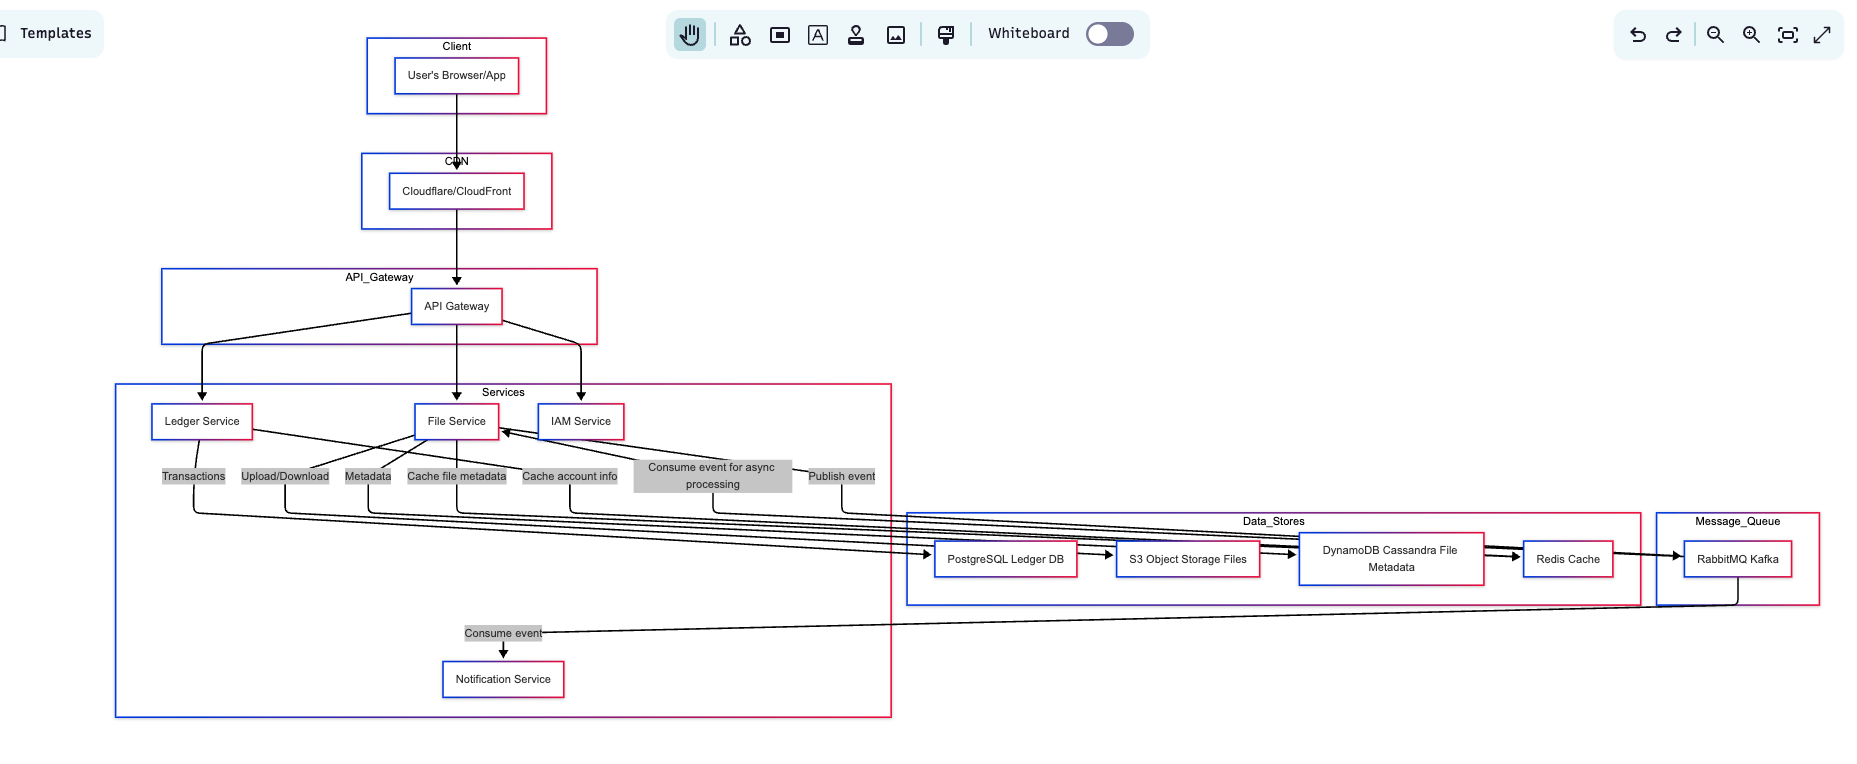 Templates
Whiteboard
Client
User's Browser/App
CDN
Cloudflare/CloudFront
API_Gateway
API Gateway
Services
Ledger Service
File Service
IAM Service
Transactions
Upload/Download
Metadata
Cache file metadata
Cache account info
Consume event for async
processing
Publish event
Data_Stores
Message_Queue
PostgreSQL Ledger DB
S3 Object Storage Files
DynamoDB Cassandra File
Metadata
Redis Cache
RabbitMQ Kafka
Consume event
Notification Service